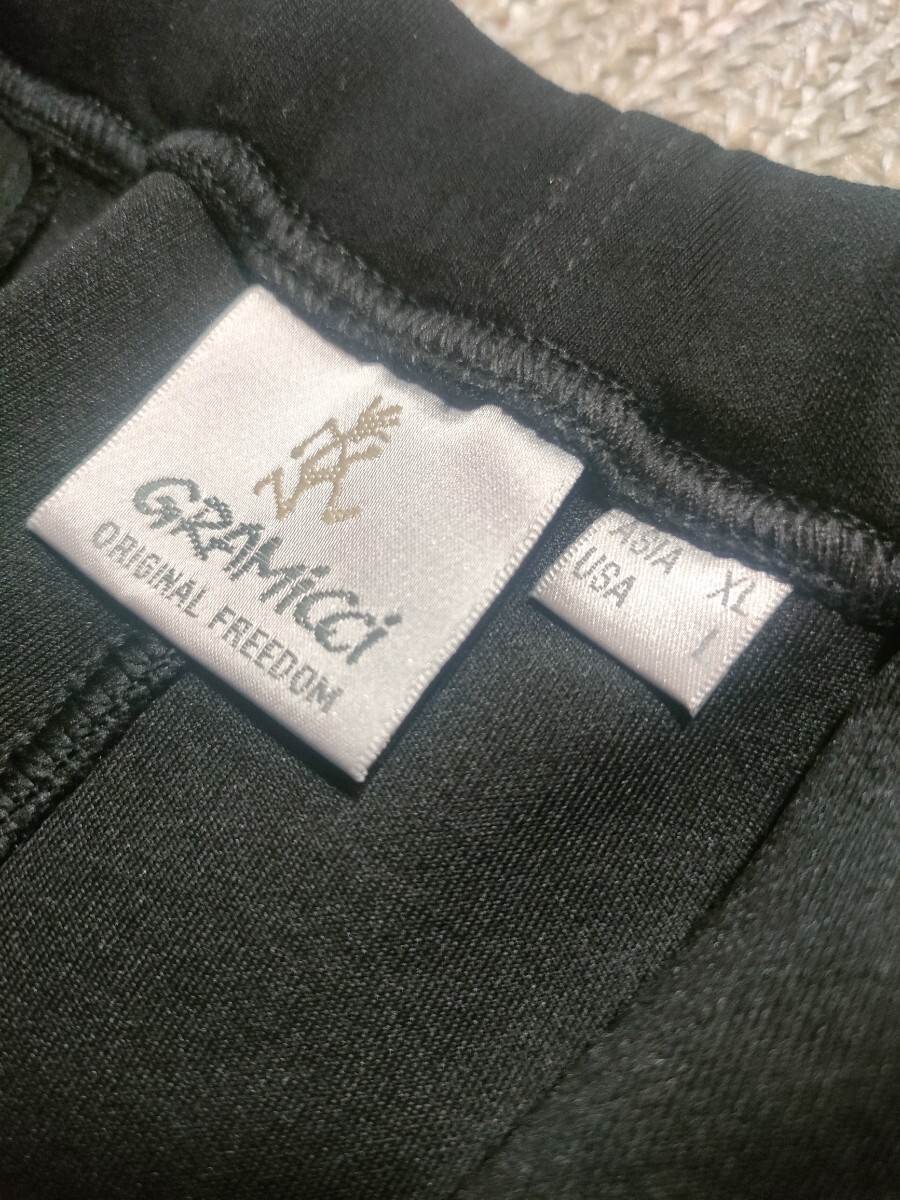 GRAMiCCi
ORIGINAL FREEDOM
ASIA XL
USA L